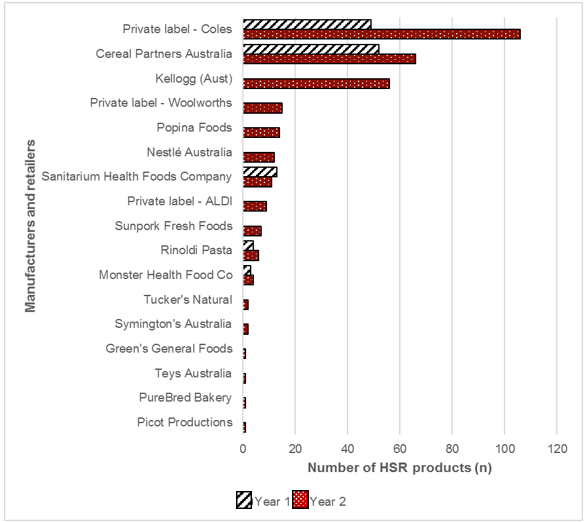 Manufacturers and retailers
Private label - Coles
Cereal Partners Australia
Kellogg (Aust)
Private label - Woolworths
Popina Foods
Nestlé Australia
Sanitarium Health Foods Company
Private label - ALDI
Sunpork Fresh Foods
Rinoldi Pasta
Monster Health Food Co
Tucker's Natural
Symington's Australia
Green's General Foods
Teys Australia
PureBred Bakery
Picot Productions
0 20 40 60 80 100 120
Number of HSR products (n)
Year 1 Year 2